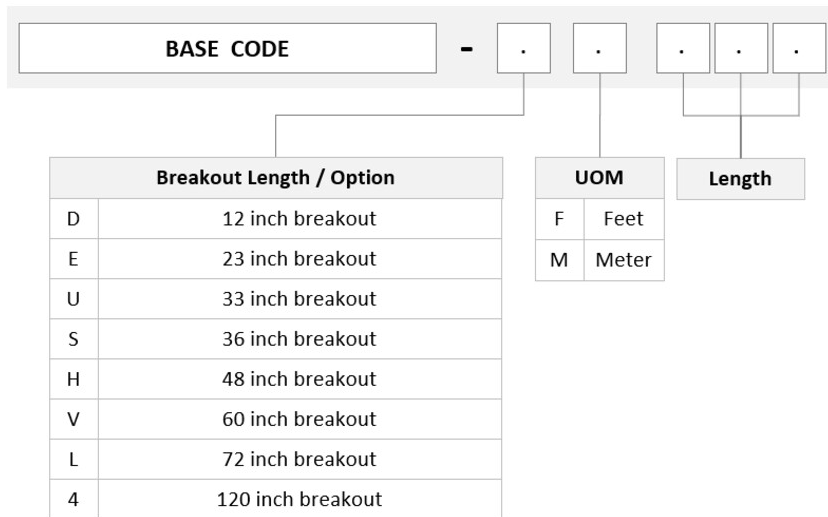 BASE CODE - . . . . .
Breakout Length / Option
D 12 inch breakout
E 23 inch breakout
U 33 inch breakout
S 36 inch breakout
H 48 inch breakout
V 60 inch breakout
L 72 inch breakout
4 120 inch breakout
UOM
F Feet
M Meter
Length